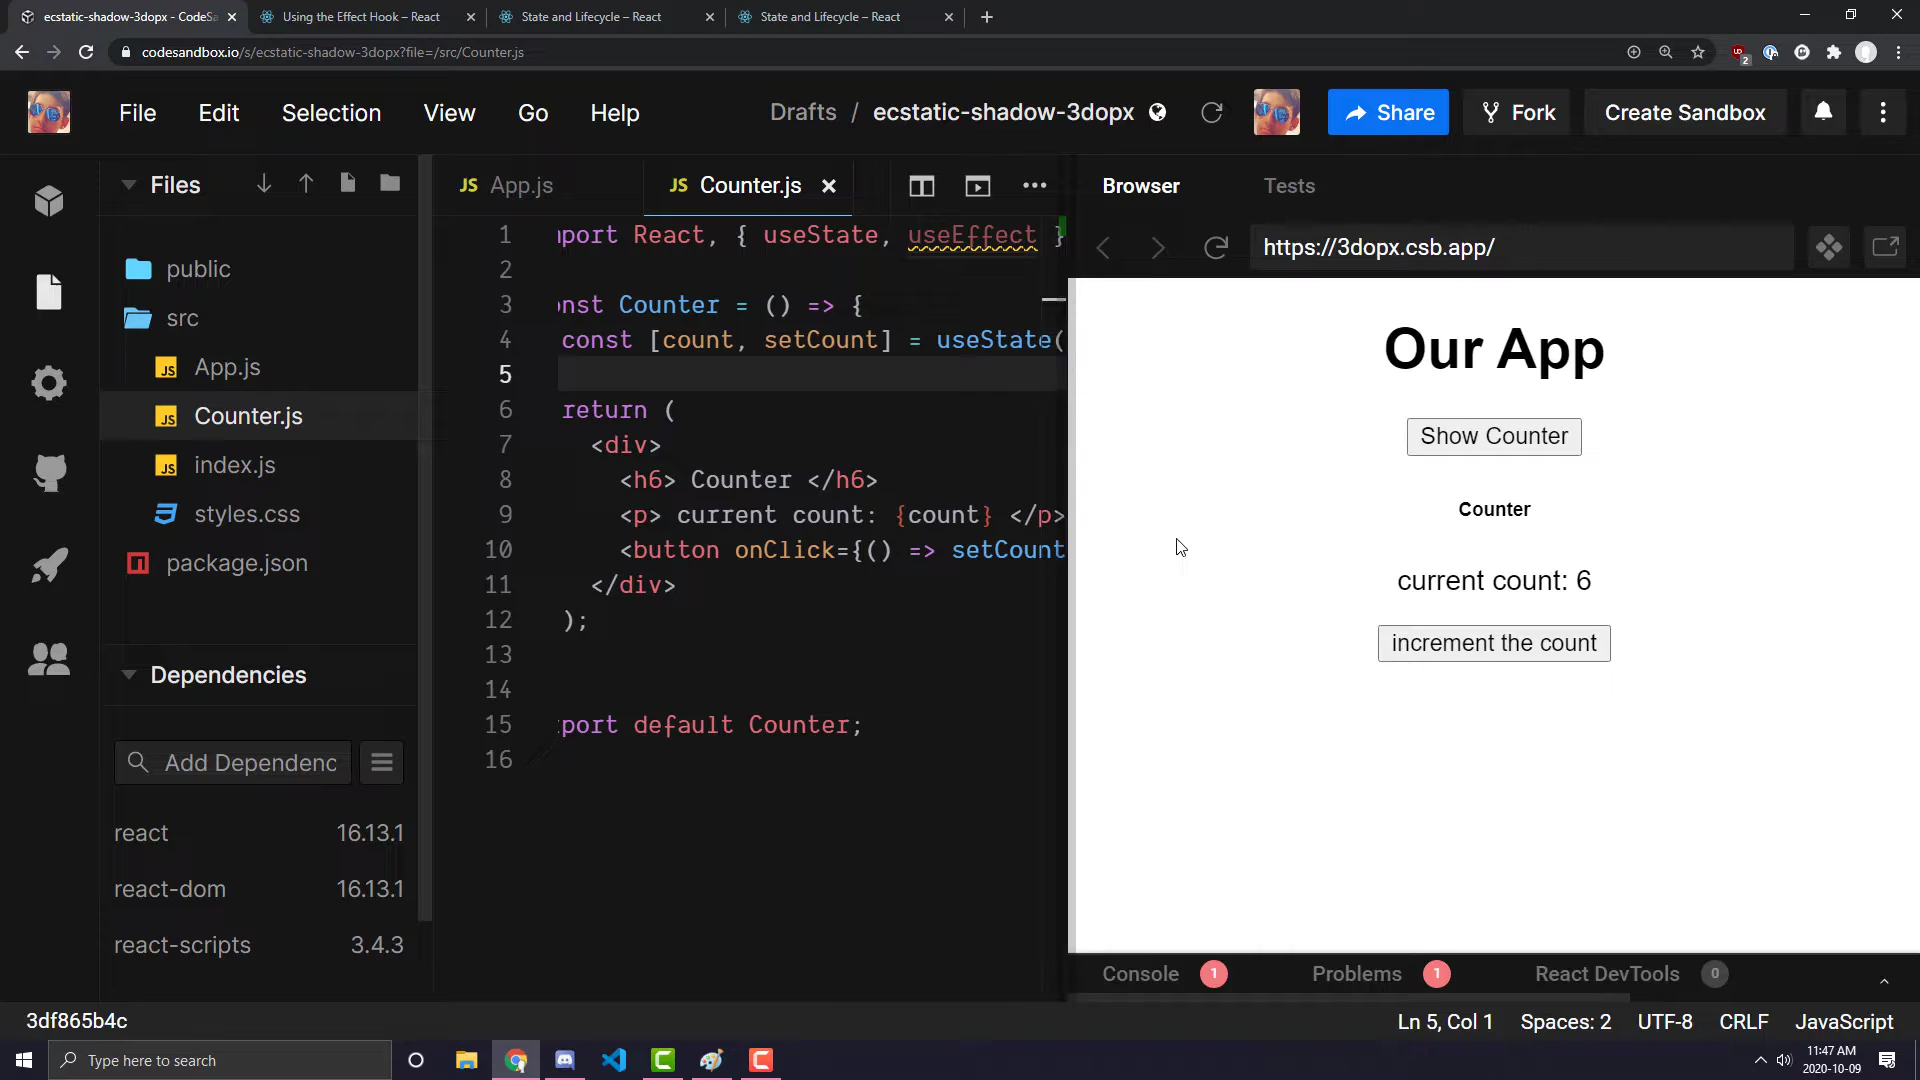 ecstatic-shadow-3dopx - CodeSa
Using the Effect Hook – React
State and Lifecycle – React
State and Lifecycle – React
codesandbox.io/s/ecstatic-shadow-3dopx?file=/src/Counter.js
2
File Edit Selection View Go Help
Drafts / ecstatic-shadow-3dopx
Share
Fork
Create Sandbox
Files
public
src
JS App.js
JS Counter.js
JS index.js
styles.css
package.json
Dependencies
Add Dependenc
react 16.13.1
react-dom 16.13.1
react-scripts 3.4.3
JS App.js
JS Counter.js
1 mport React, { useState, useEffect }
2
3 nst Counter = () => {
4 const [count, setCount] = useState(
5
6 return (
7 <div>
8 <h6> Counter </h6>
9 <p> current count: {count} </p>
10 <button onClick={() => setCount
11 </div>
12 );
13
14
15 port default Counter;
16
Browser Tests
https://3dopx.csb.app/
Our App
Show Counter
Counter
current count: 6
increment the count
Console 1 Problems 1 React DevTools 0
3df865b4c
Ln 5, Col 1 Spaces: 2 UTF-8 CRLF JavaScript
Type here to search
11:47 AM
2020-10-09